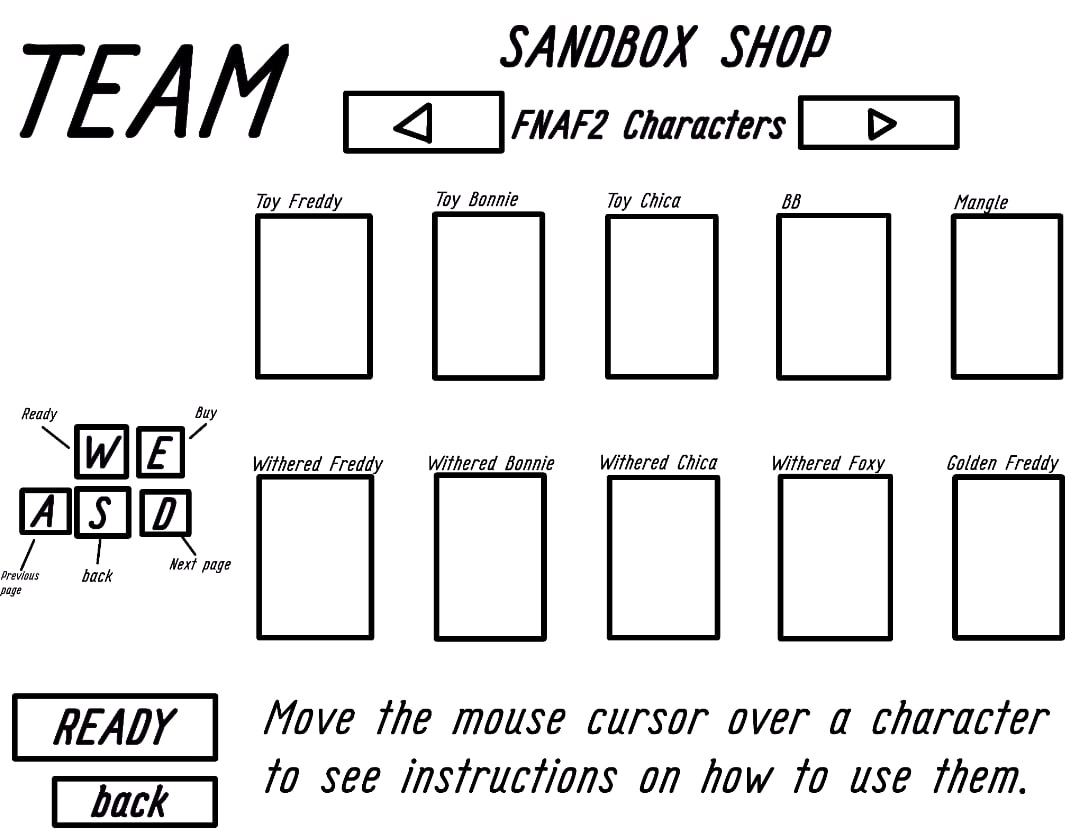 TEAM
SANDBOX SHOP
FNAF2 Characters
Toy Freddy
Toy Bonnie
Toy Chica
BB
Mangle
Withered Freddy
Withered Bonnie
Withered Chica
Withered Foxy
Golden Freddy
Ready
Buy
W
E
A
S
D
Previous
page
back
Next page
READY
back
Move the mouse cursor over a character
to see instructions on how to use them.